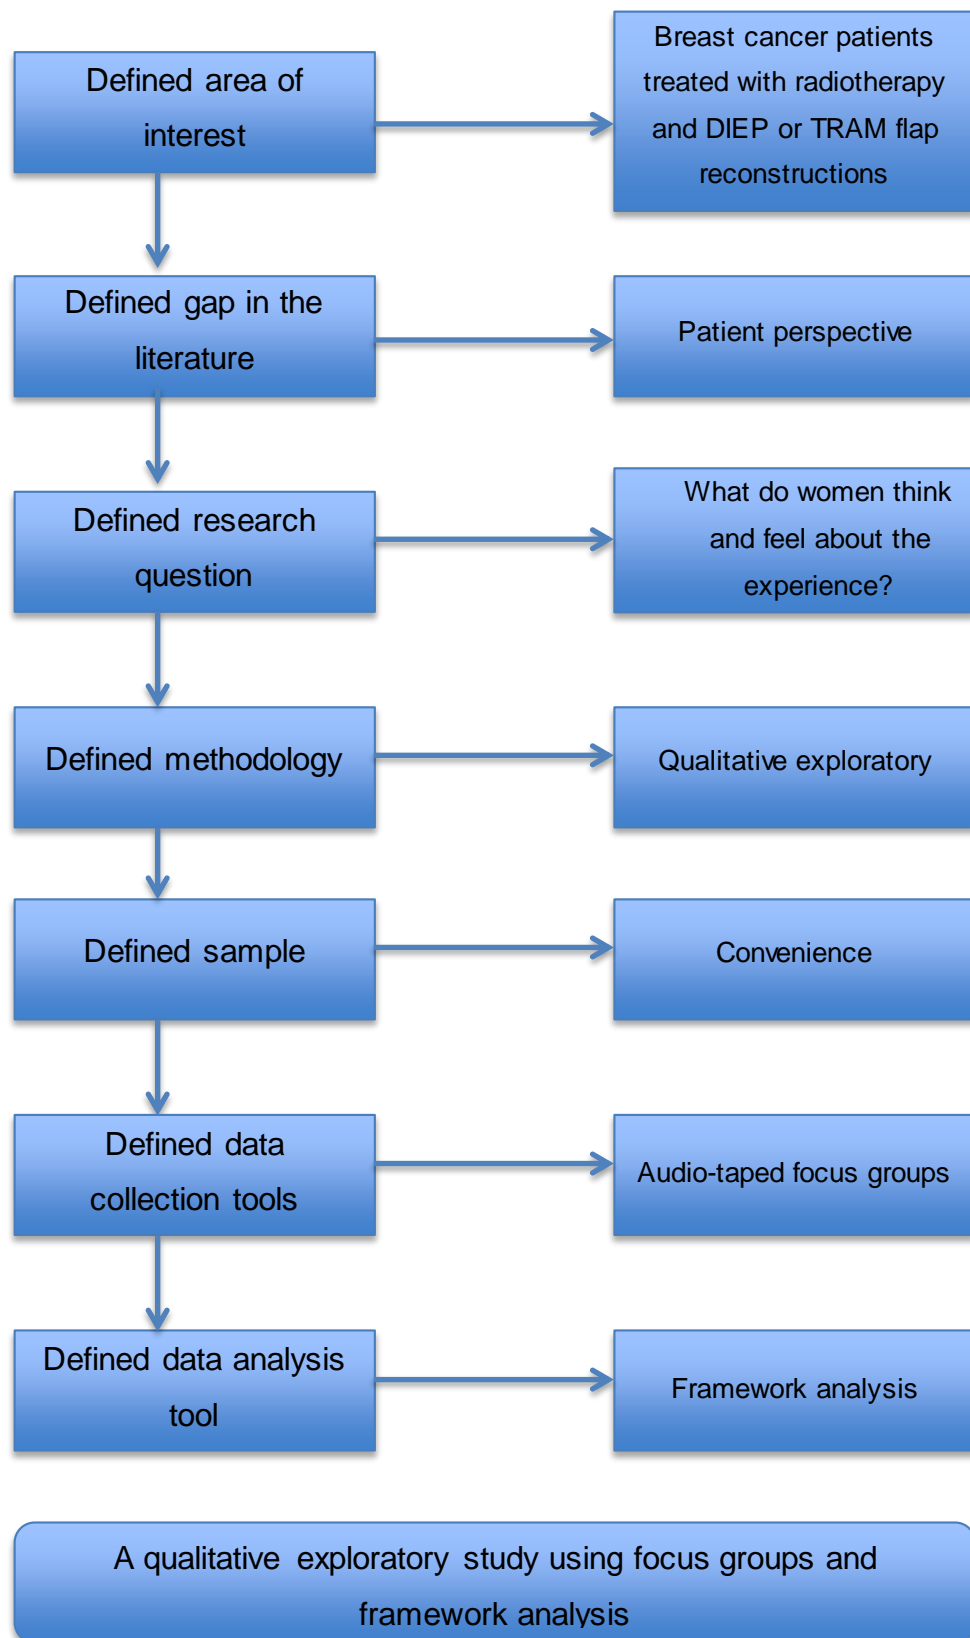 Defined area of
interest
Breast cancer patients
treated with radiotherapy
and DIEP or TRAM flap
reconstructions
Defined gap in the
literature
Patient perspective
Defined research
question
What do women think
and feel about the
experience?
Defined methodology
Qualitative exploratory
Defined sample
Convenience
Defined data
collection tools
Audio-taped focus groups
Defined data analysis
tool
Framework analysis
A qualitative exploratory study using focus groups and
framework analysis